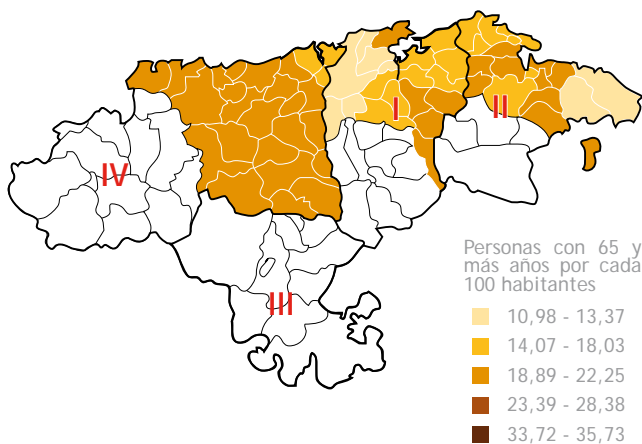 I
II
IV
III
Personas con 65 y
más años por cada
100 habitantes
10,98 - 13,37
14,07 - 18,03
18,89 - 22,25
23,39 - 28,38
33,72 - 35,73